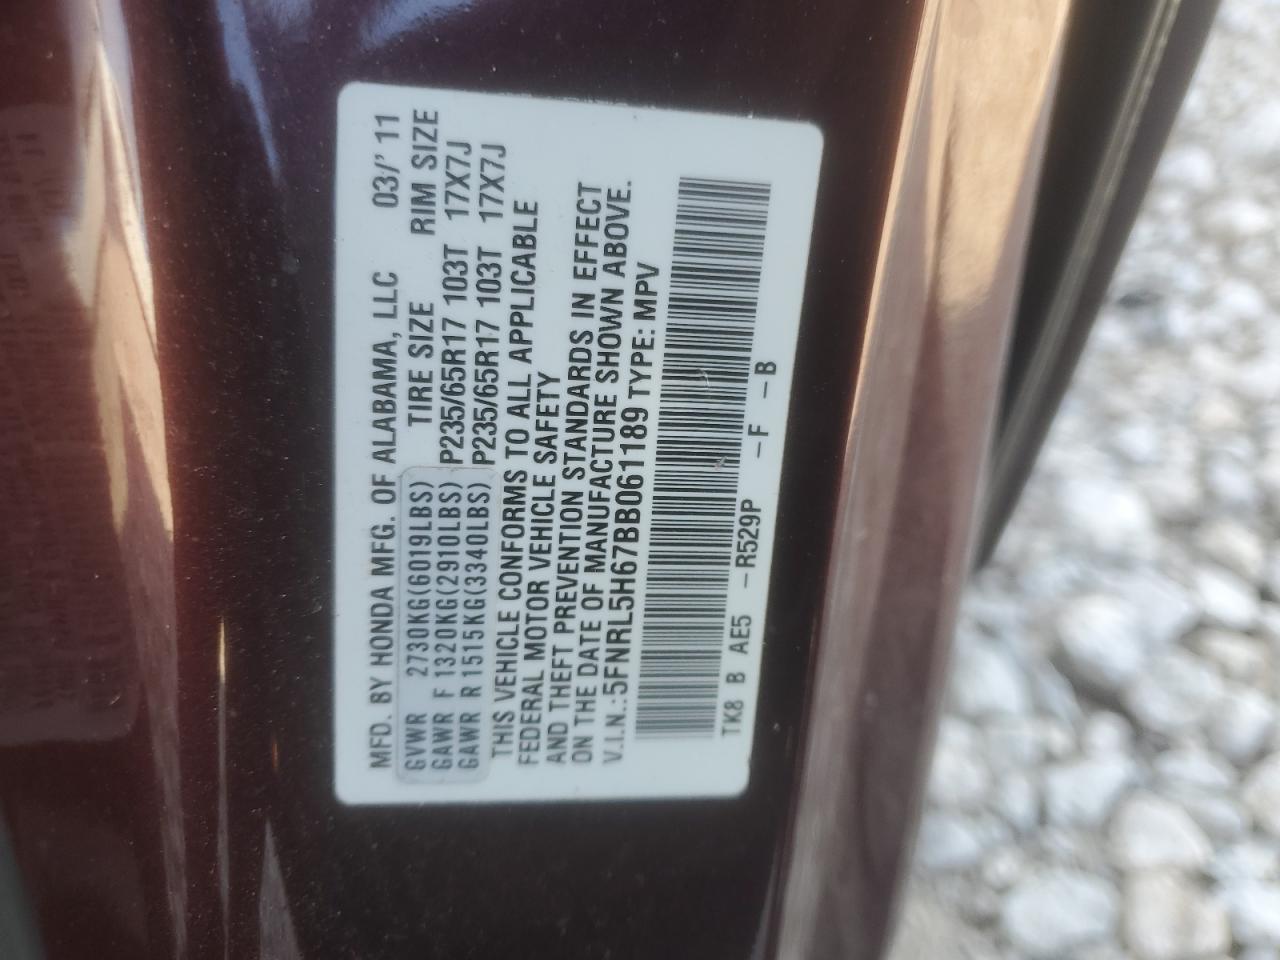 MFD. BY HONDA MFG. OF ALABAMA, LLC 03/' 11
GVWR 2730KG(6019LBS) TIRE SIZE RIM SIZE
GAWR F 1320KG(2910LBS) P235/65R17 103T 17X7J
GAWR R 1515KG(3340LBS) P235/65R17 103T 17X7J
THIS VEHICLE CONFORMS TO ALL APPLICABLE
FEDERAL MOTOR VEHICLE SAFETY
AND THEFT PREVENTION STANDARDS IN EFFECT
ON THE DATE OF MANUFACTURE SHOWN ABOVE.
V.I.N.:5FNRL5H67BB061189 TYPE: MPV
TK8 B AE5 -R529P -F -B